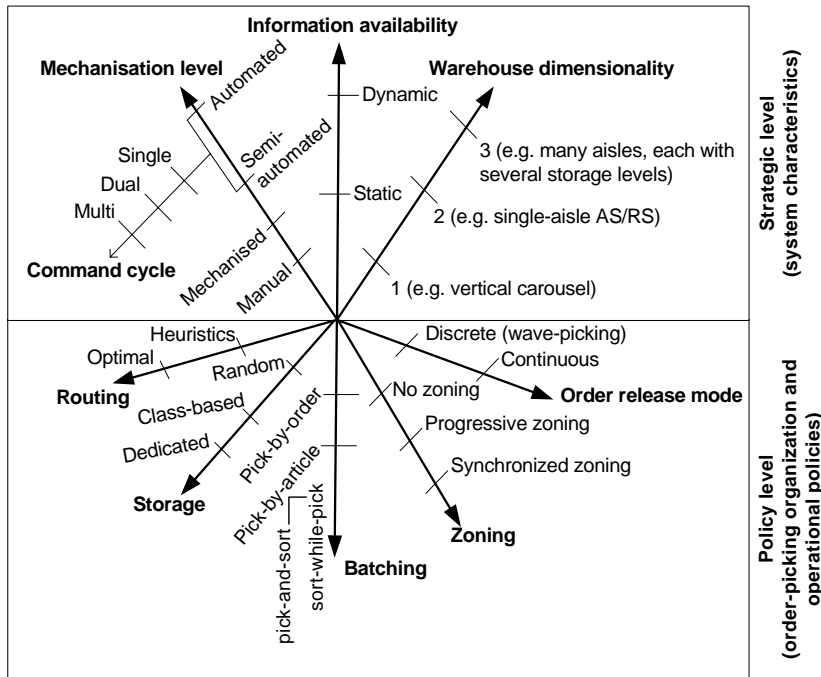 Information availability
Mechanisation level
Warehouse dimensionality
Automated
Dynamic
Semi-
automated
3 (e.g. many aisles, each with
several storage levels)
Single
Dual
Multi
Command cycle
Static
2 (e.g. single-aisle AS/RS)
Mechanised
Manual
1 (e.g. vertical carousel)
Strategic level
(system characteristics)
Heuristics
Optimal
Routing
Discrete (wave-picking)
Continuous
Order release mode
Random
Class-based
Dedicated
Storage
No zoning
Progressive zoning
Synchronized zoning
Zoning
Pick-by-order
Pick-by-article
pick-and-sort
sort-while-pick
Batching
Policy level
(order-picking organization and
operational policies)